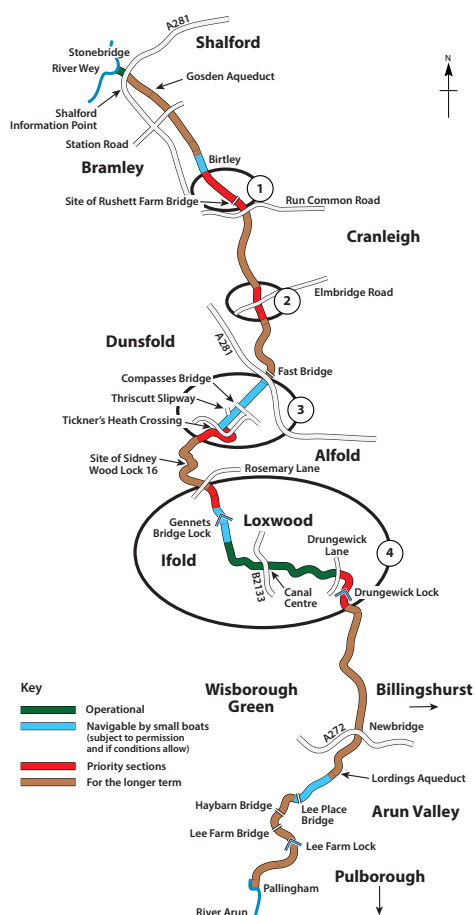 A281
Shalford
Stonebridge
River Wey
N
Gosden Aqueduct
Shalford
Information Point
Station Road
Bramley
Birtley
1
Site of Rushett Farm Bridge
Run Common Road
Cranleigh
2
Elmbridge Road
Dunsfold
A281
Fast Bridge
Compasses Bridge
Thriscutt Slipway
3
Tickner's Heath Crossing
Alfold
Site of Sidney
Wood Lock 16
Rosemary Lane
Gennets
Bridge Lock
Loxwood
Drungewick
Lane
4
Ifold
B2133
Canal
Centre
Drungewick Lock
Key
Operational
Navigable by small boats
(subject to permission
and if conditions allow)
Priority sections
For the longer term
Wisborough
Green
Billingshurst
A272
Newbridge
Lordings Aqueduct
Haybarn Bridge
Lee Place
Bridge
Arun Valley
Lee Farm Bridge
Lee Farm Lock
Pulborough
Pallingham
River Arun